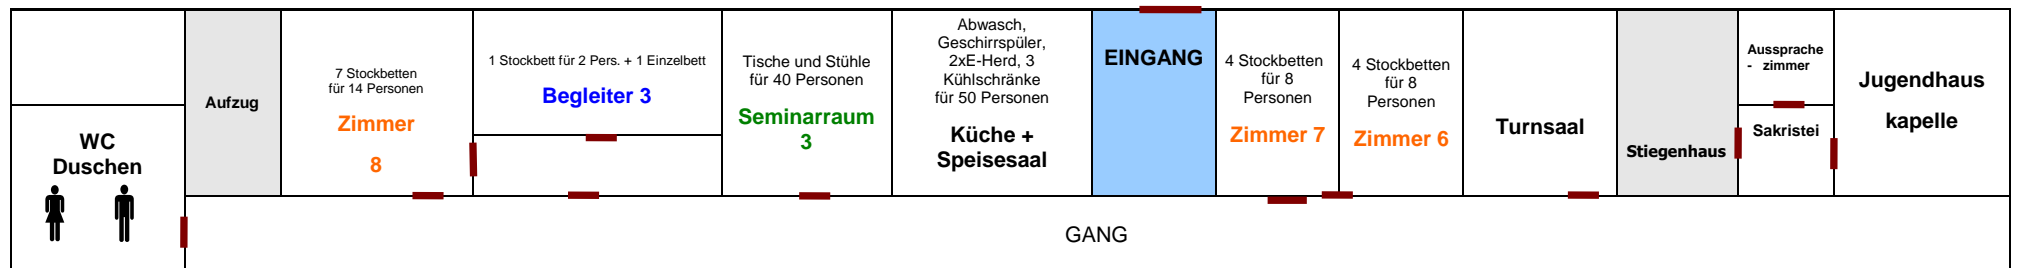 WC
Duschen
Aufzug
7 Stockbetten
für 14 Personen
Zimmer
8
1 Stockbett für 2 Pers. + 1 Einzelbett
Begleiter 3
Tische und Stühle
für 40 Personen
Seminarraum
3
Abwasch,
Geschirrspüler,
2xE-Herd, 3
Kühlschränke
für 50 Personen
Küche +
Speisesaal
EINGANG
4 Stockbetten
für 8
Personen
Zimmer 7
4 Stockbetten
für 8
Personen
Zimmer 6
Turnsaal
Stiegenhaus
Aussprache
- zimmer
Sakristei
Jugendhaus
kapelle
GANG